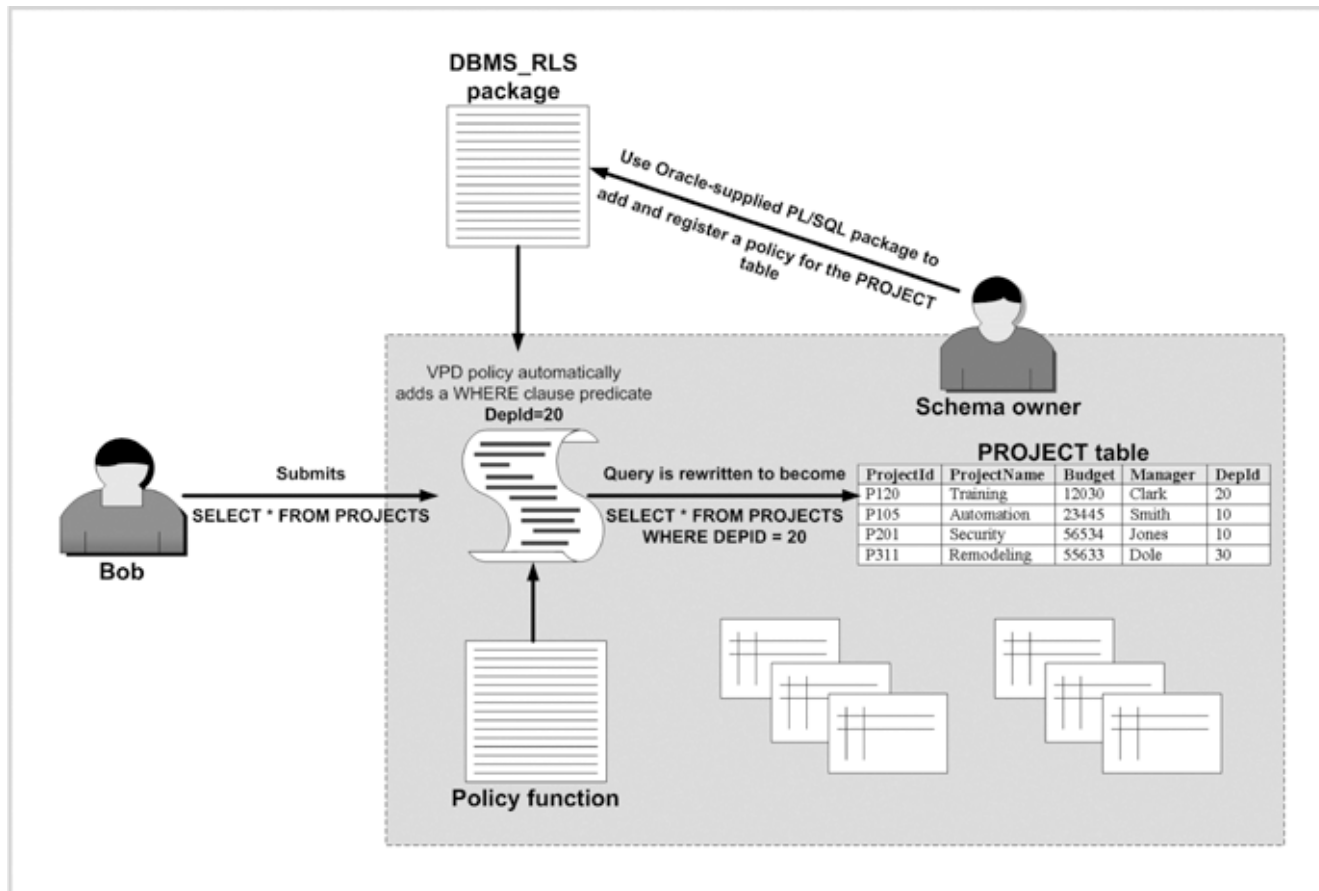 DBMS_RLS
package
Use Oracle-supplied PL/SQL package to
add and register a policy for the PROJECT
table
VPD policy automatically
adds a WHERE clause predicate
DepId=20
Schema owner
Bob
Submits
SELECT * FROM PROJECTS
Query is rewritten to become
SELECT * FROM PROJECTS
WHERE DEPID = 20
PROJECT table
ProjectId ProjectName Budget Manager DepId
P120 Training 12030 Clark 20
P105 Automation 23445 Smith 10
P201 Security 56534 Jones 10
P311 Remodeling 55633 Dole 30
Policy function